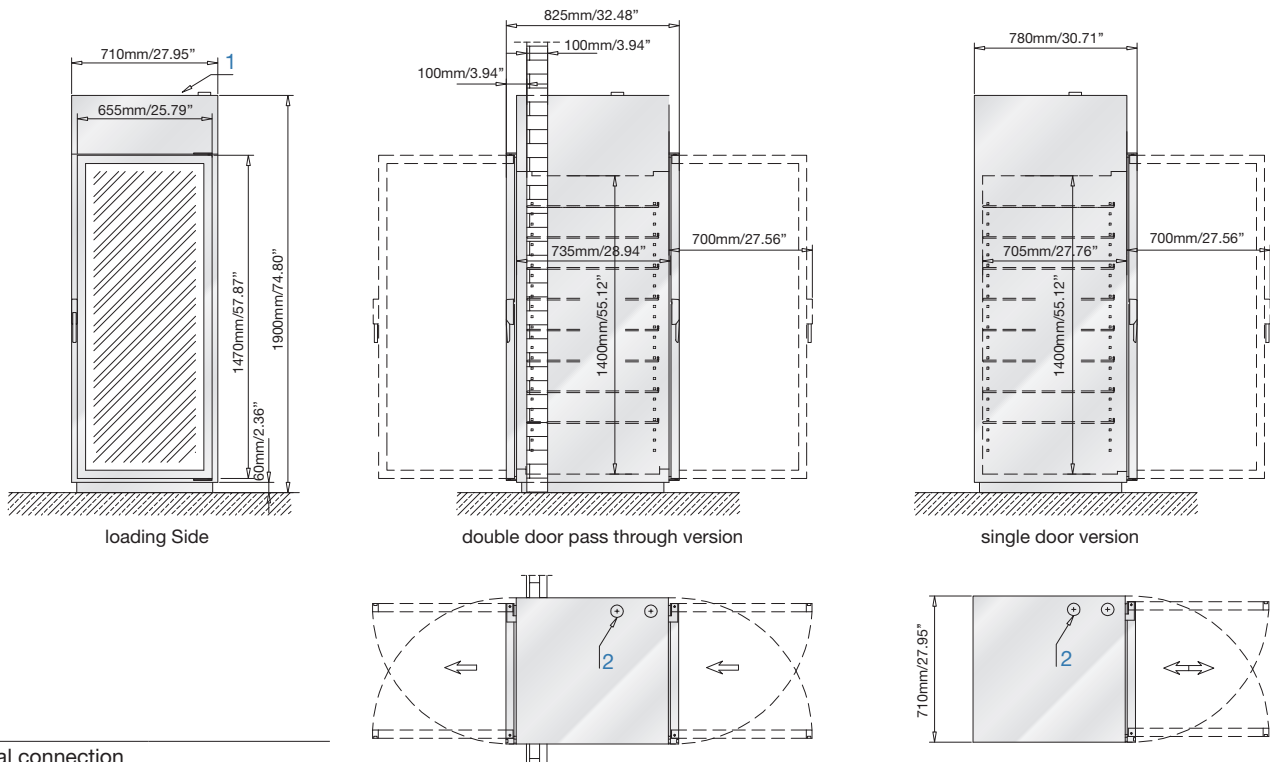 825mm/32.48”
100mm/3.94”
100mm/3.94”
710mm/27.95”
1
655mm/25.79”
1470mm/57.87”
1900mm/74.80”
60mm/2.36”
loading Side
735mm/28.94”
700mm/27.56”
1400mm/55.12”
double door pass through version
780mm/30.71”
705mm/27.76”
700mm/27.56”
1400mm/55.12”
single door version
2
710mm/27.95”
2
al connection